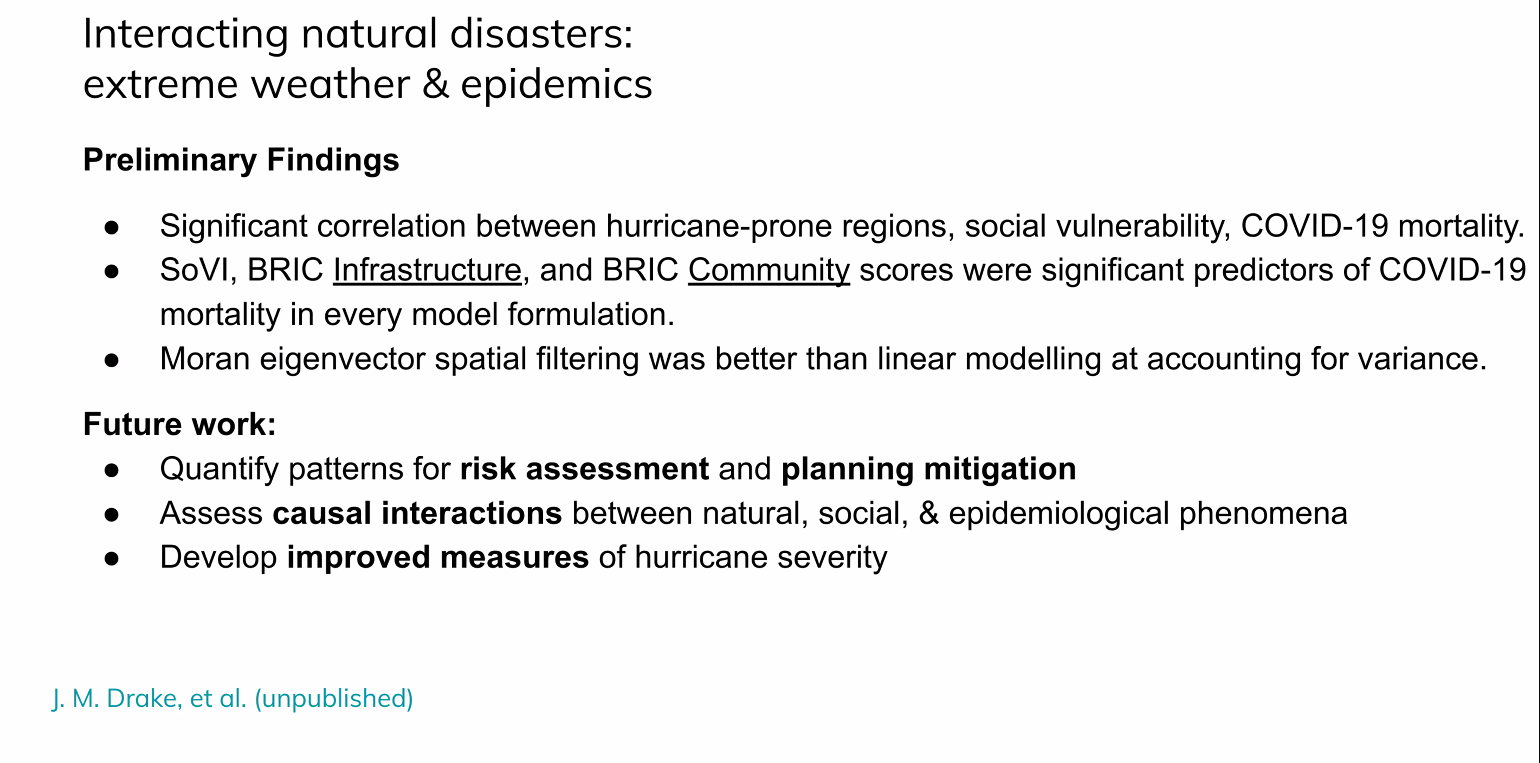 Interacting natural disasters:
extreme weather & epidemics
Preliminary Findings
● Significant correlation between hurricane-prone regions, social vulnerability, COVID-19 mortality.
● SoVI, BRIC Infrastructure, and BRIC Community scores were significant predictors of COVID-19
mortality in every model formulation.
● Moran eigenvector spatial filtering was better than linear modelling at accounting for variance.
Future work:
● Quantify patterns for risk assessment and planning mitigation
● Assess causal interactions between natural, social, & epidemiological phenomena
● Develop improved measures of hurricane severity
J. M. Drake, et al. (unpublished)